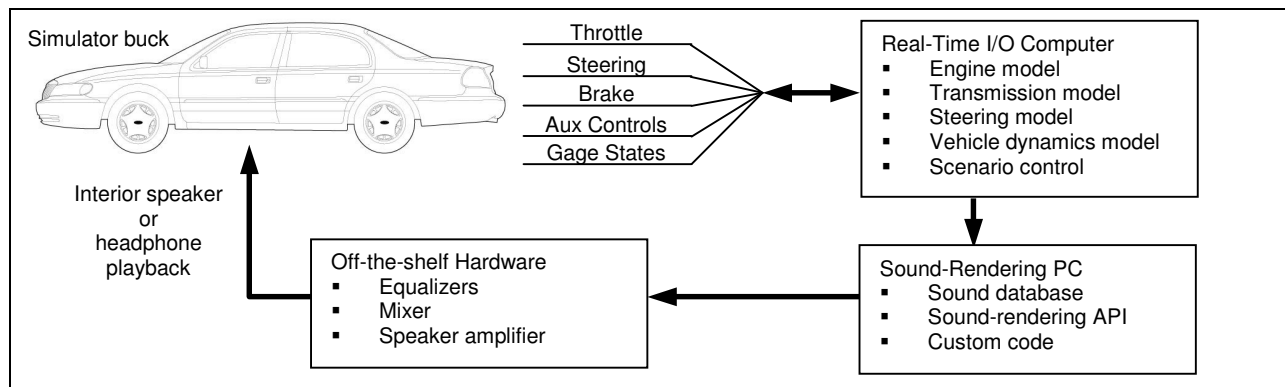 Simulator buck
Throttle
Steering
Brake
Aux Controls
Gage States
Real-Time I/O Computer
▪ Engine model
▪ Transmission model
▪ Steering model
▪ Vehicle dynamics model
▪ Scenario control
Interior speaker
or
headphone
playback
Off-the-shelf Hardware
▪ Equalizers
▪ Mixer
▪ Speaker amplifier
Sound-Rendering PC
▪ Sound database
▪ Sound-rendering API
▪ Custom code